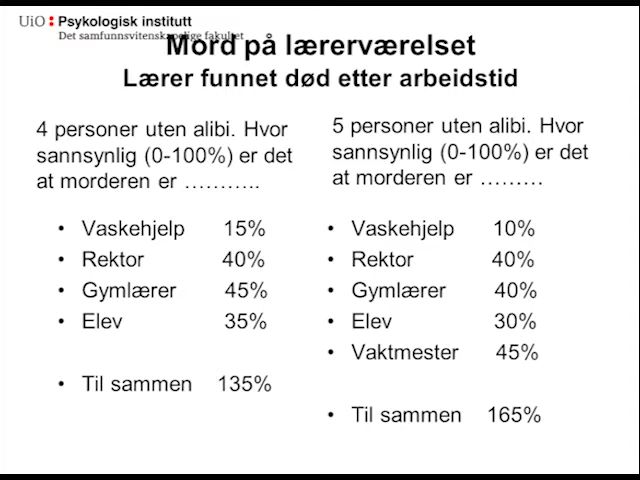 UiO Psykologisk institutt
Det samfunnsvitenskapelige fakultet
Mord på lærerværelset
Lærer funnet død etter arbeidstid
4 personer uten alibi. Hvor
sannsynlig (0-100%) er det
at morderen er ………..
• Vaskehjelp 15%
• Rektor 40%
• Gymlærer 45%
• Elev 35%
• Til sammen 135%
5 personer uten alibi. Hvor
sannsynlig (0-100%) er det
at morderen er ………
• Vaskehjelp 10%
• Rektor 40%
• Gymlærer 40%
• Elev 30%
• Vaktmester 45%
• Til sammen 165%